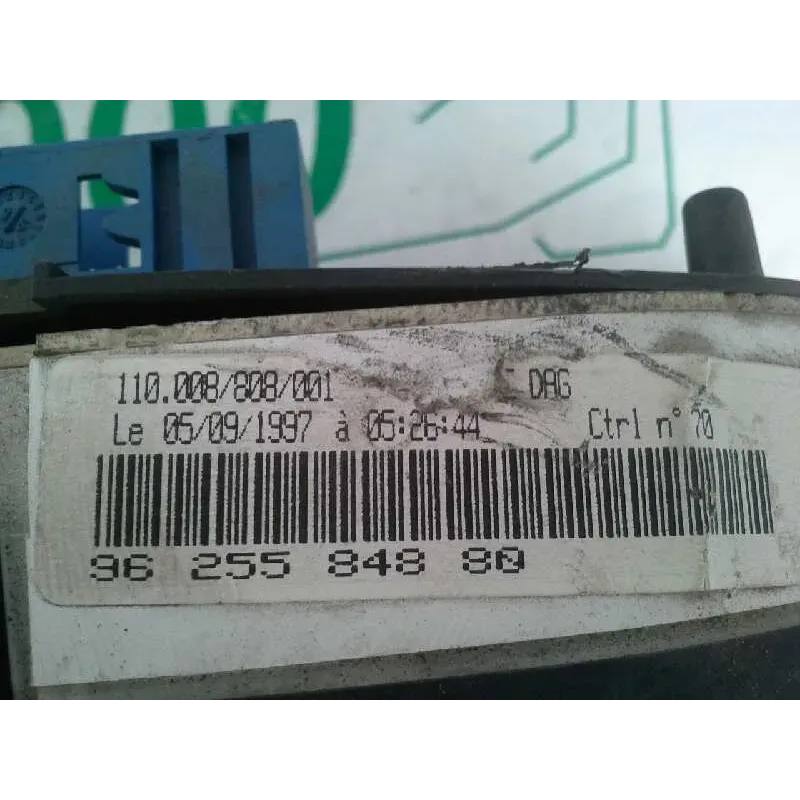 110.008/808/001 DAG
Le 05/09/1997 à 05:26:44 Ctrl n° 70
96 255 848 80